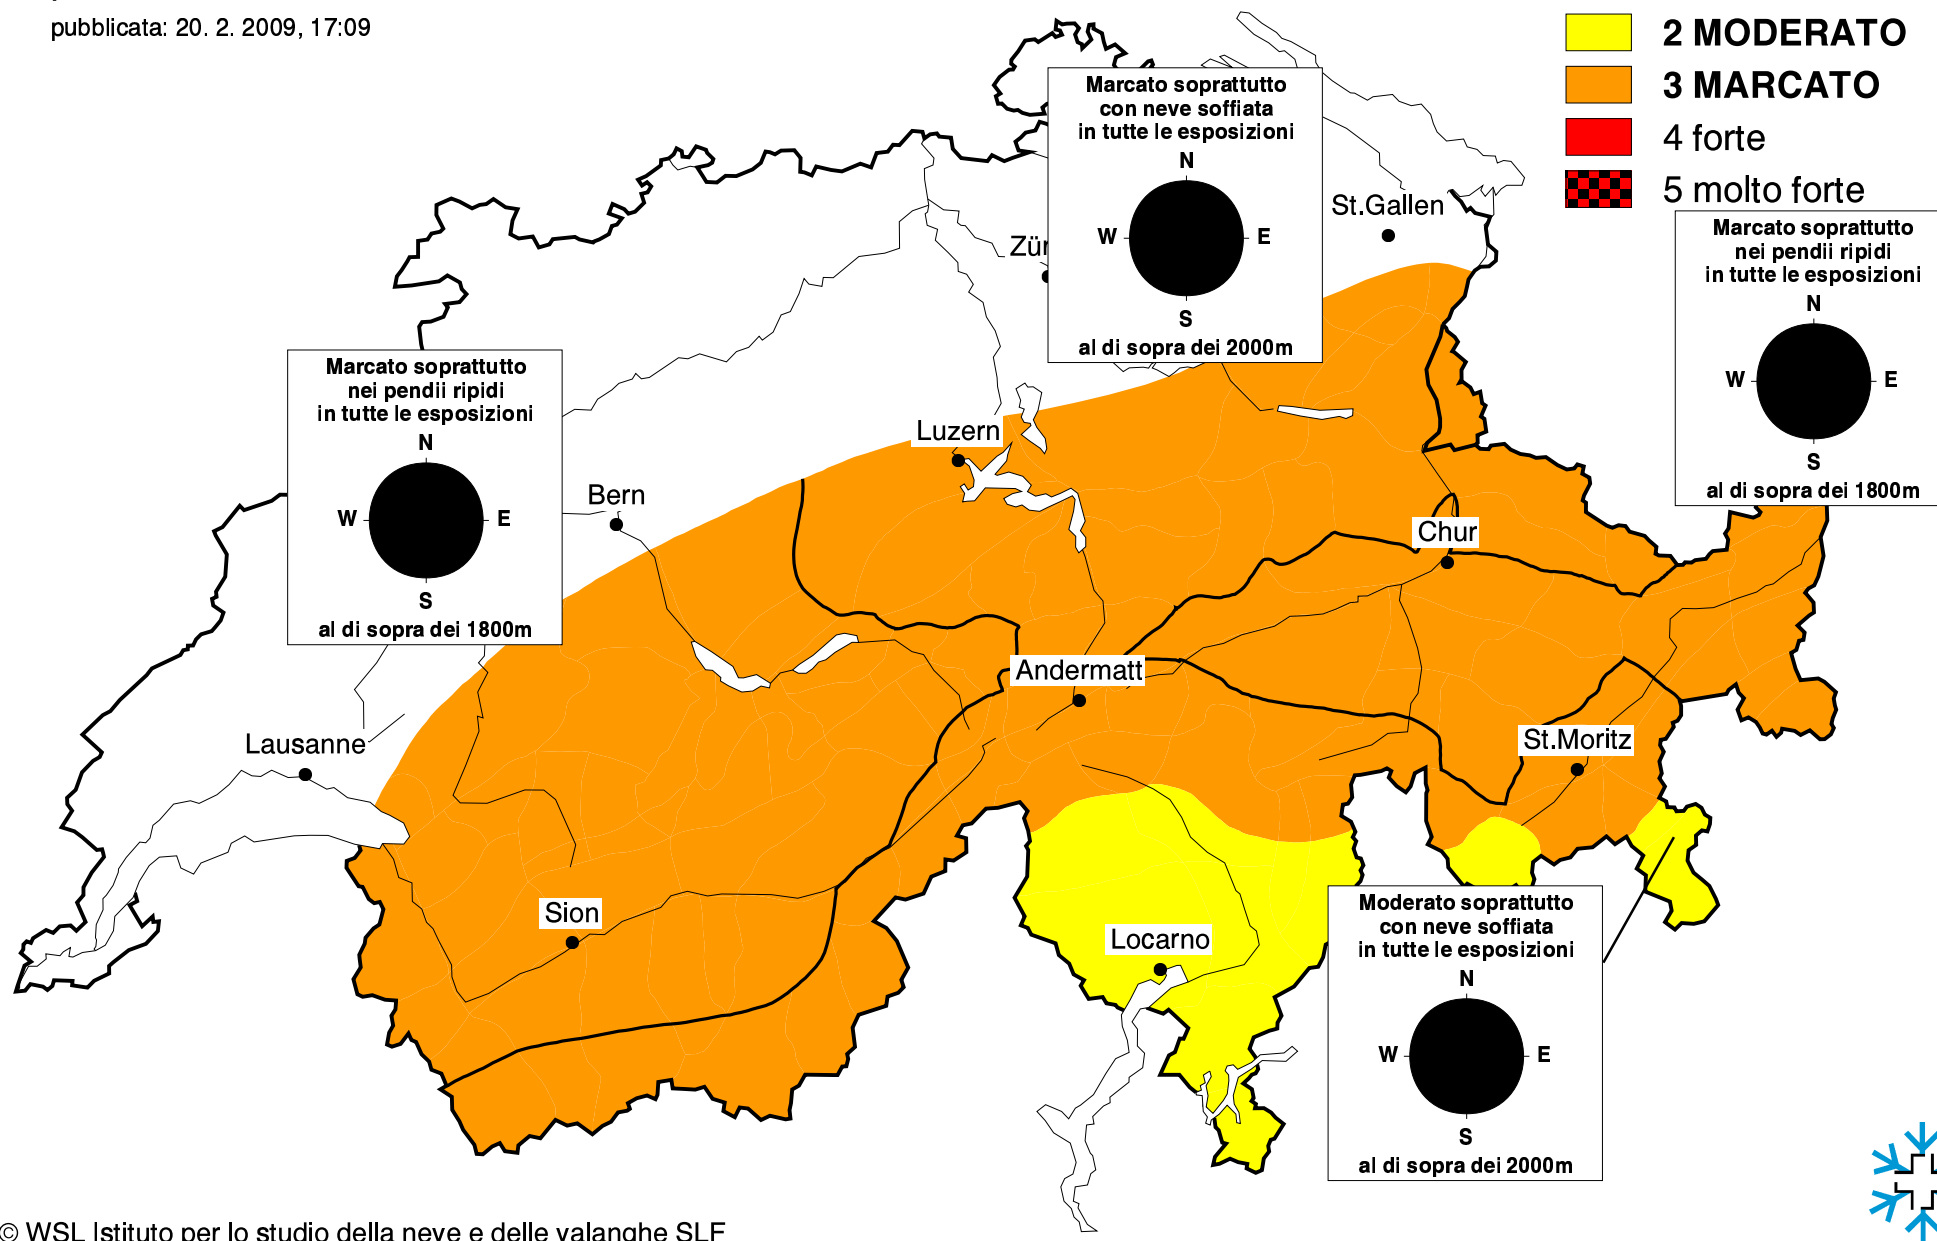 pubblicata: 20. 2. 2009, 17:09
2 MODERATO
3 MARCATO
4 forte
5 molto forte
Marcato soprattutto
con neve soffiata
in tutte le esposizioni
N
W
E
S
al di sopra dei 2000m
St.Gallen
Zür
Marcato soprattutto
nei pendii ripidi
in tutte le esposizioni
N
W
E
S
al di sopra dei 1800m
Marcato soprattutto
nei pendii ripidi
in tutte le esposizioni
N
W
E
S
al di sopra dei 1800m
Luzern
Bern
Chur
Andermatt
Lausanne
St.Moritz
Sion
Locarno
Moderato soprattutto
con neve soffiata
in tutte le esposizioni
N
W
E
S
al di sopra dei 2000m
© WSL Istituto per lo studio della neve e delle valanghe SLF